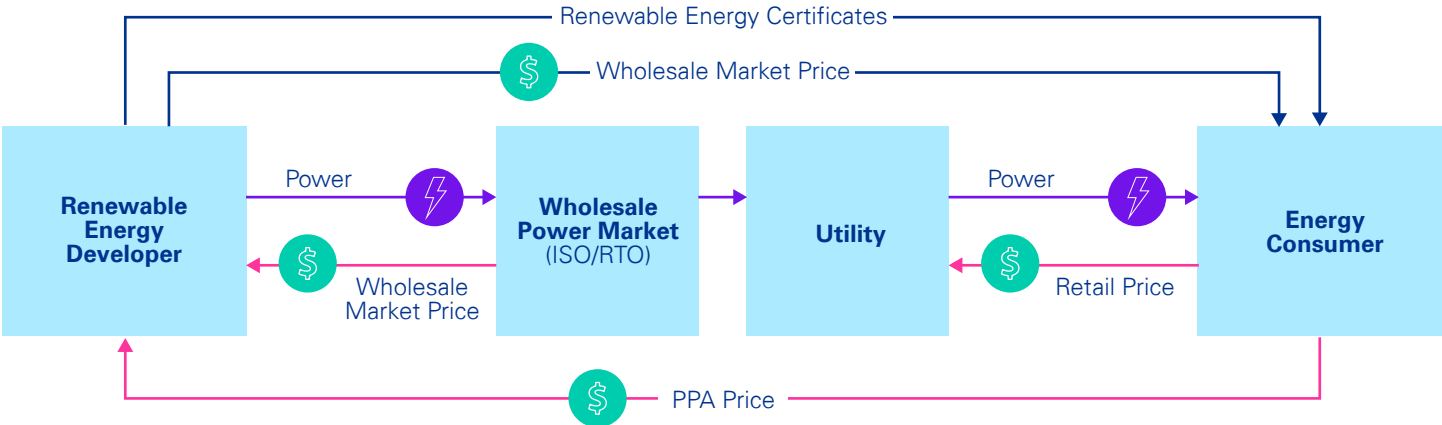 Renewable Energy Certificates
$
Wholesale Market Price
Renewable
Energy
Developer
Power
$
Wholesale
Market Price
Wholesale
Power Market
(ISO/RTO)
Utility
Power
$
Retail Price
Energy
Consumer
$
PPA Price